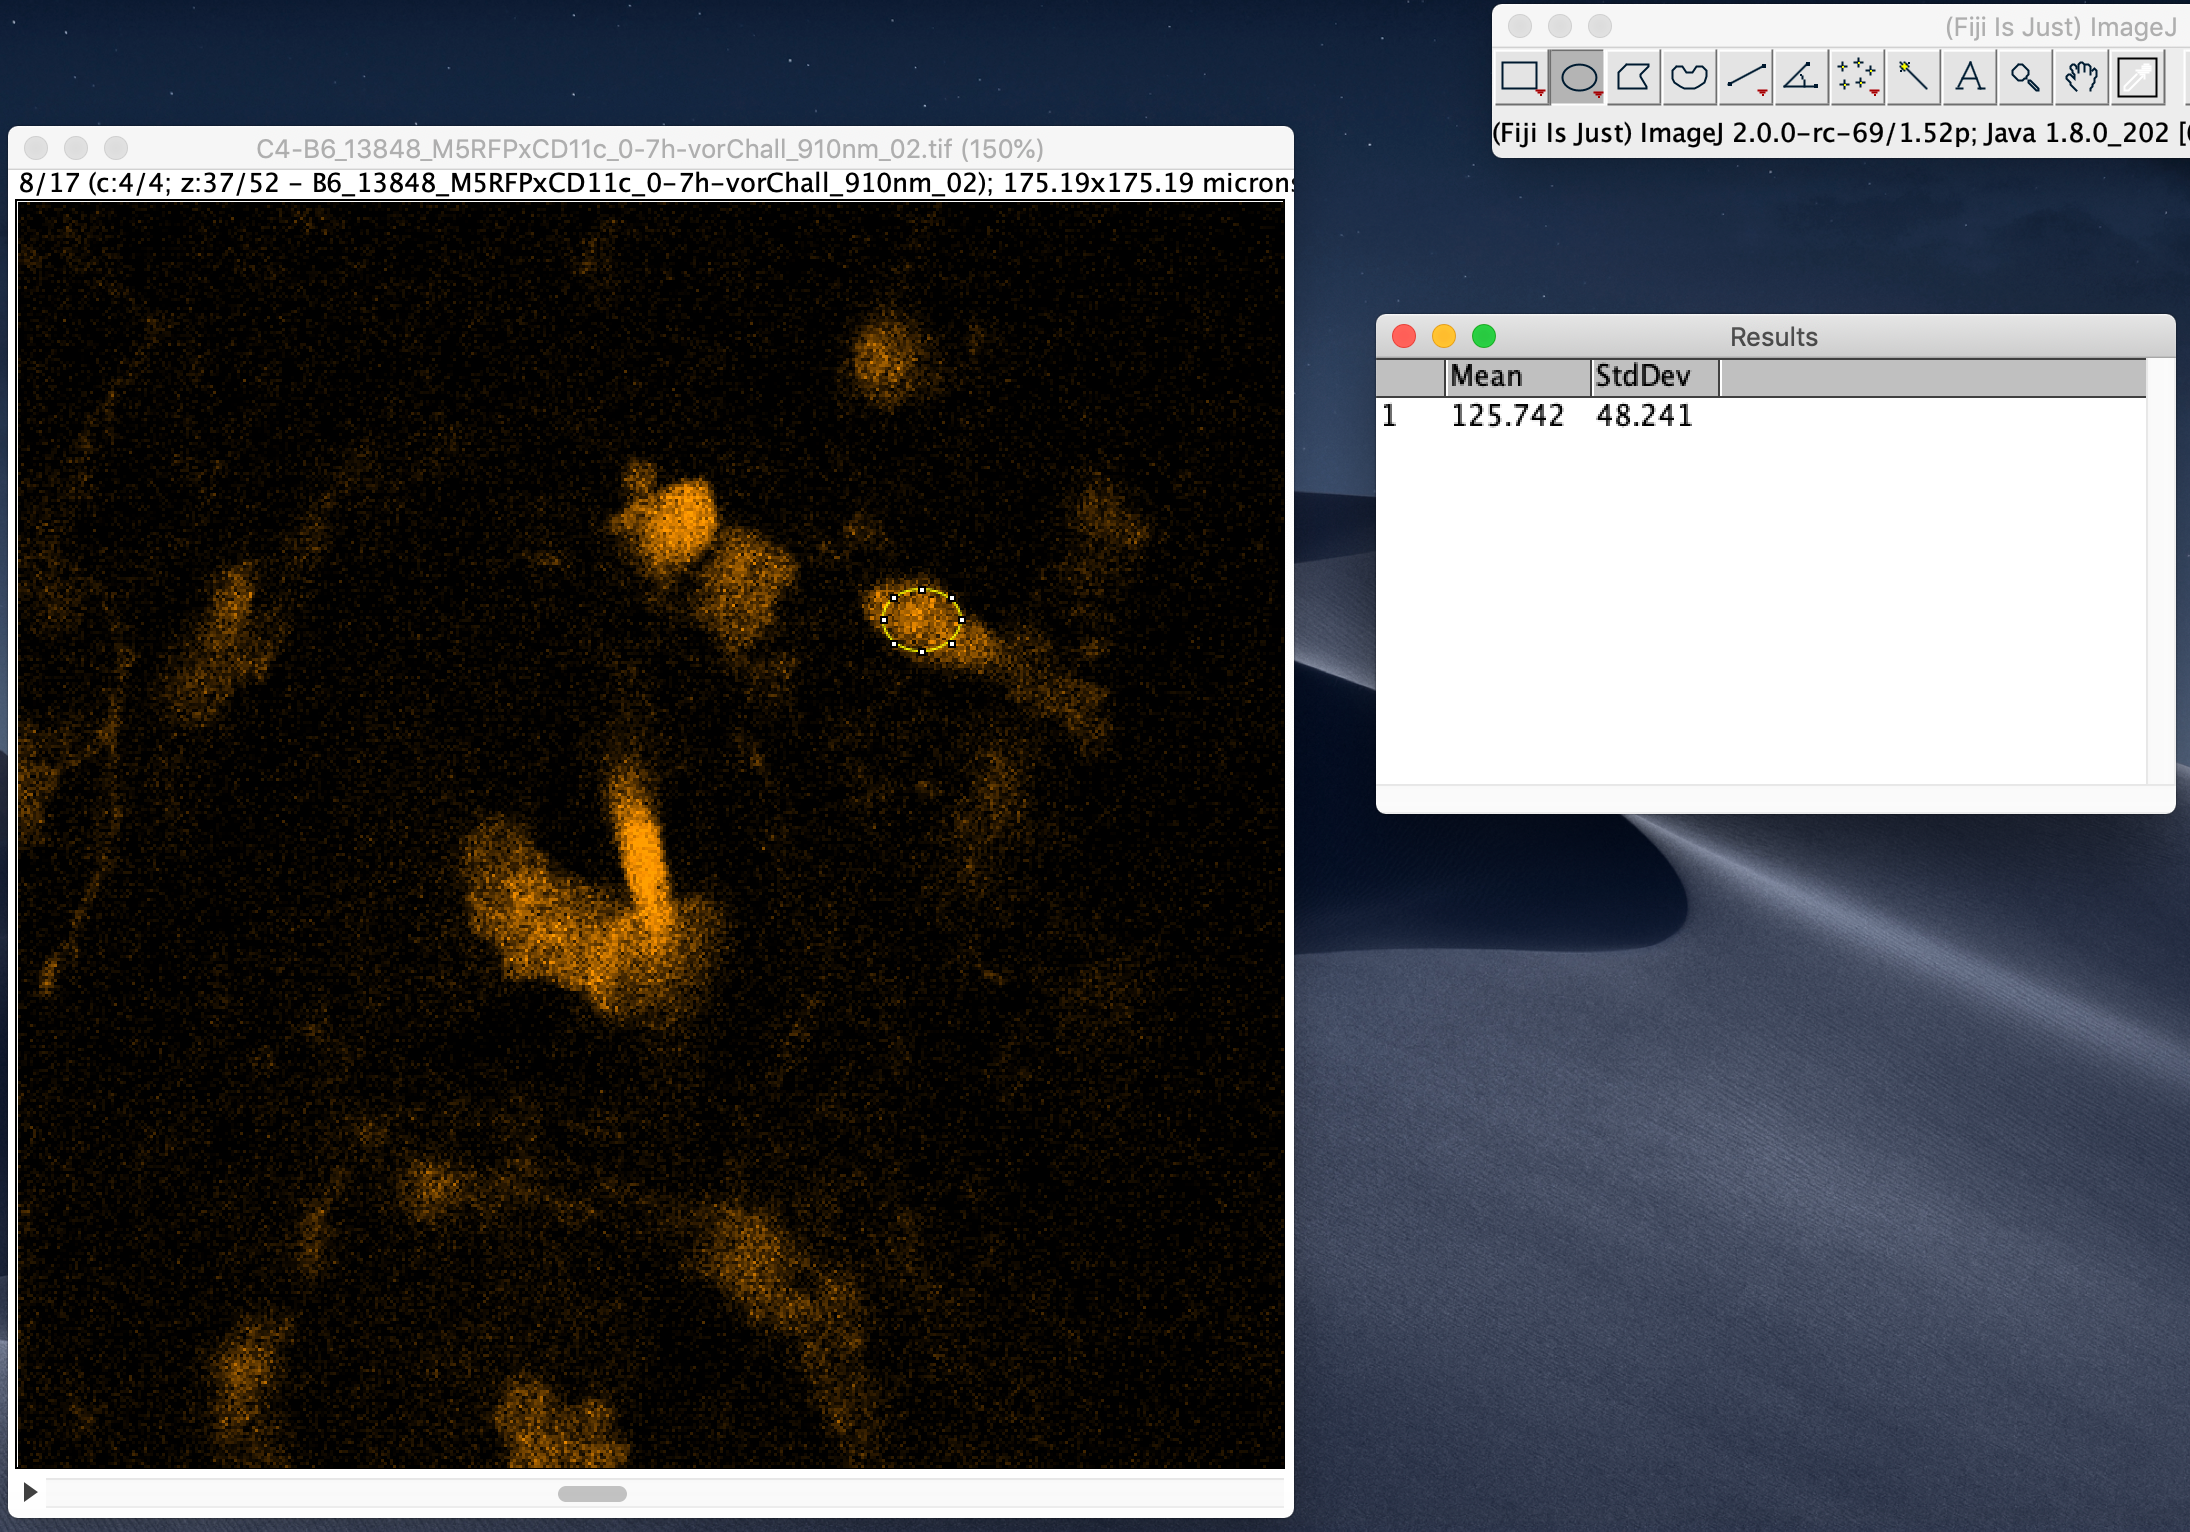 (Fiji Is Just) ImageJ
(Fiji Is Just) ImageJ 2.0.0-rc-69/1.52p; Java 1.8.0_202 [
C4-B6_13848_M5RFPxCD11c_0-7h-vorChall_910nm_02.tif (150%)
8/17 (c:4/4; z:37/52 - B6_13848_M5RFPxCD11c_0-7h-vorChall_910nm_02); 175.19x175.19 microns
Results
Mean StdDev
1 125.742 48.241